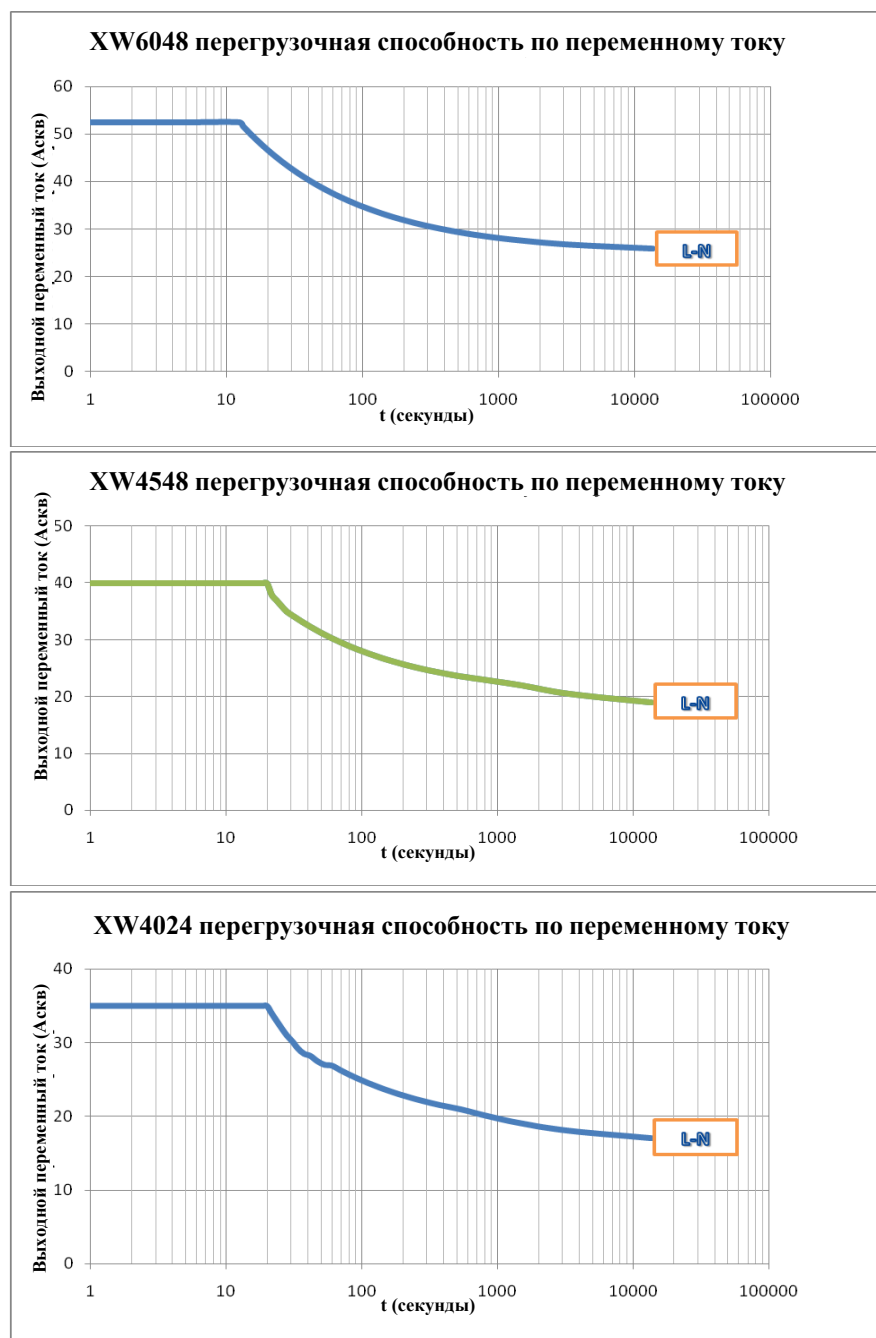 XW6048 перегрузочная способность по переменному току
Выходной переменный ток (Аскв)
60
50
40
30
20
10
0
L-N
1 10 100 1000 10000 100000
t (секунды)
XW4548 перегрузочная способность по переменному току
Выходной переменный ток (Аскв)
50
40
30
20
10
0
L-N
1 10 100 1000 10000 100000
t (секунды)
XW4024 перегрузочная способность по переменному току
Выходной переменный ток (Аскв)
40
30
20
10
0
L-N
1 10 100 1000 10000 100000
t (секунды)